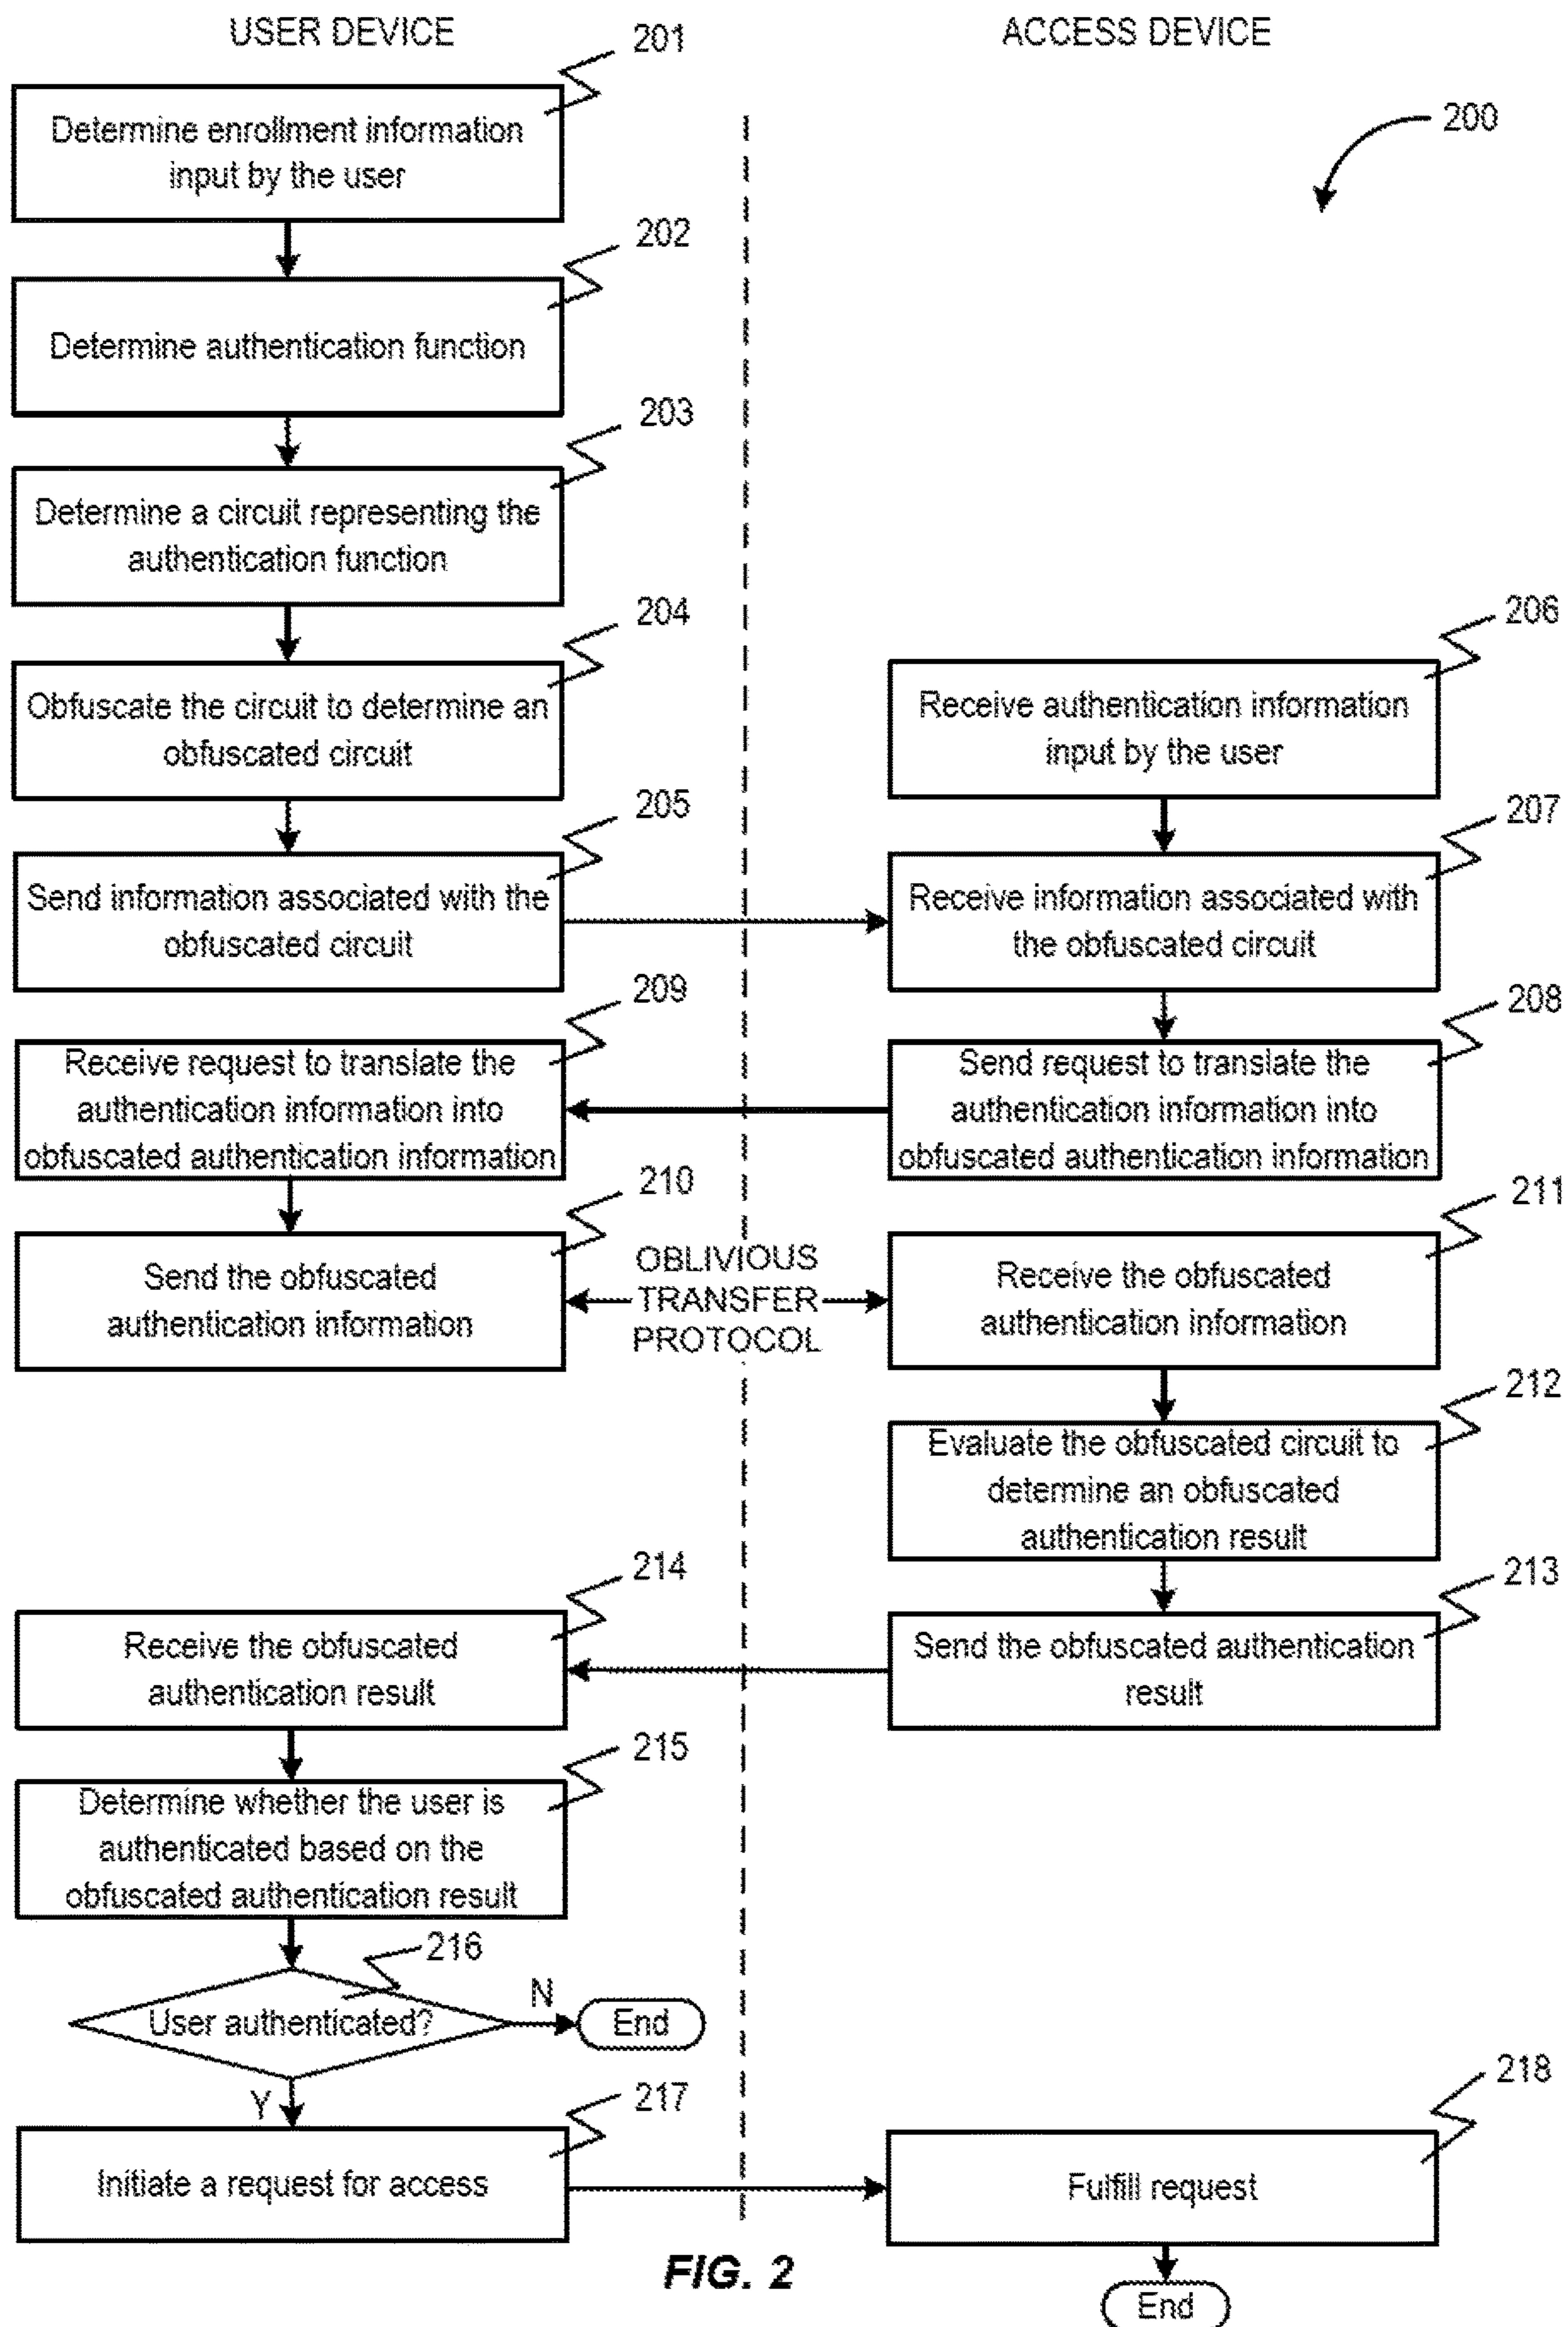 USER DEVICE
ACCESS DEVICE
201
200
Determine enrollment information
input by the user
202
Determine authentication function
203
Determine a circuit representing the
authentication function
204
Obfuscate the circuit to determine an
obfuscated circuit
206
Receive authentication information
input by the user
205
Send information associated with the
obfuscated circuit
207
Receive information associated with
the obfuscated circuit
209
Receive request to translate the
authentication information into
obfuscated authentication information
208
Send request to translate the
authentication information into
obfuscated authentication information
210
Send the obfuscated
authentication information
OBLIVIOUS
TRANSFER
PROTOCOL
211
Receive the obfuscated
authentication information
212
Evaluate the obfuscated circuit to
determine an obfuscated
authentication result
214
Receive the obfuscated
authentication result
213
Send the obfuscated authentication
result
215
Determine whether the user is
authenticated based on the
obfuscated authentication result
216
User authenticated?
N
End
Y
217
Initiate a request for access
218
Fulfill request
FIG. 2
End